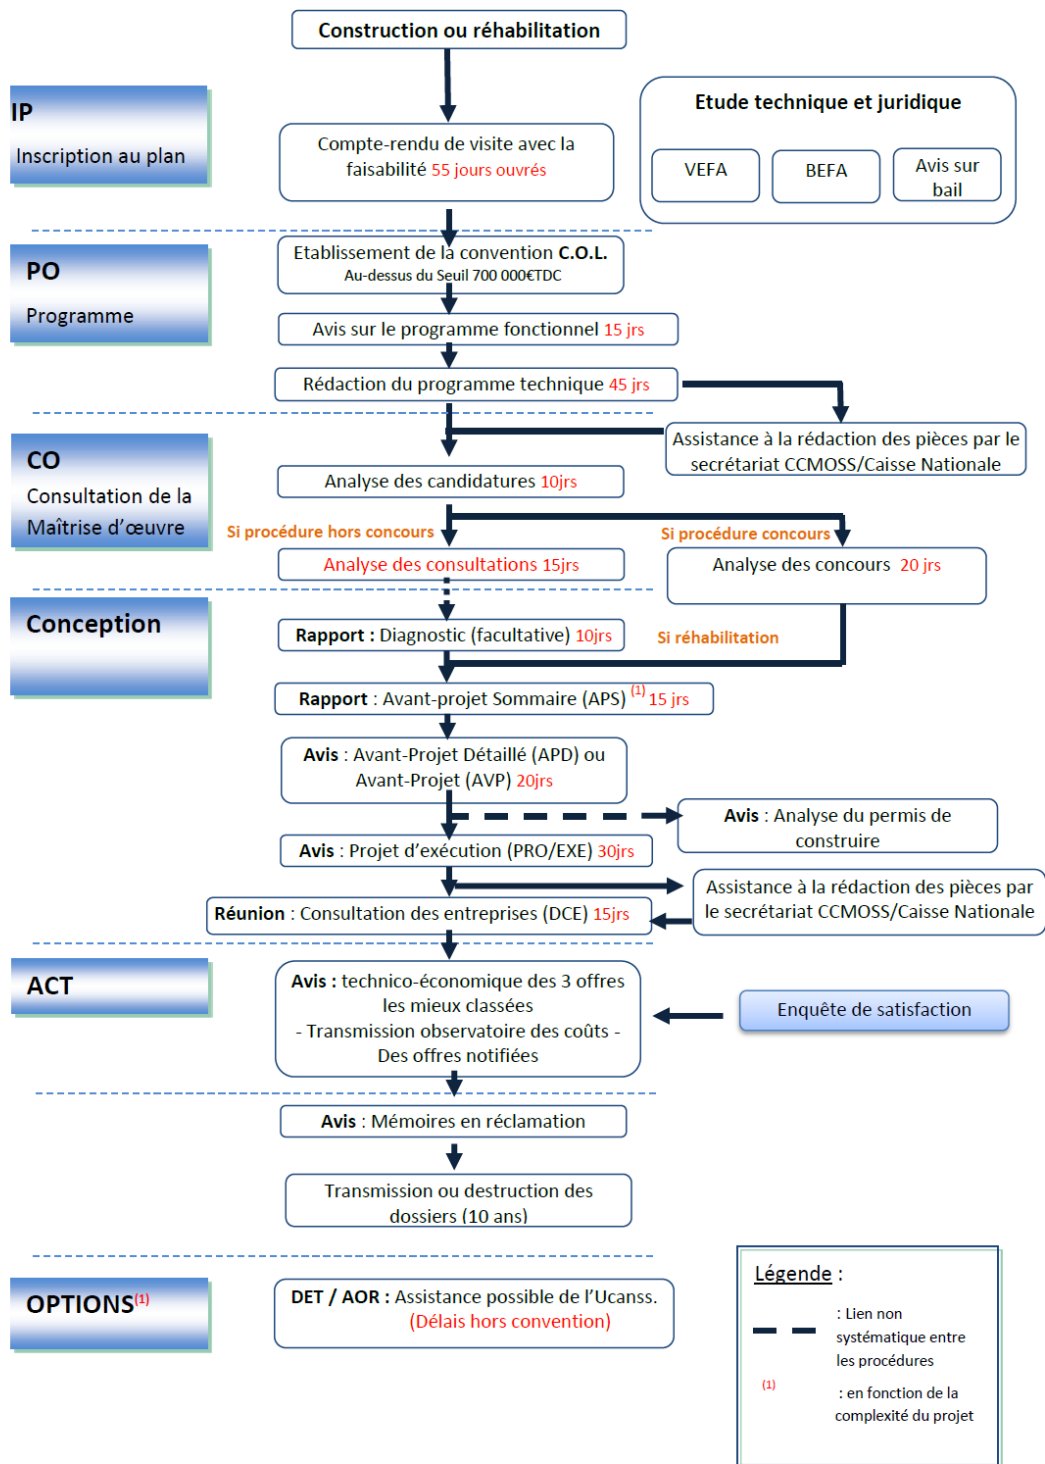 Construction ou réhabilitation
IP
Inscription au plan
Compte-rendu de visite avec la
faisabilité 55 jours ouvrés
Etude technique et juridique
VEFA
BEFA
Avis sur
bail
PO
Programme
Etablissement de la convention C.O.L.
Au-dessus du Seuil 700 000€TDC
Avis sur le programme fonctionnel 15 jrs
Rédaction du programme technique 45 jrs
CO
Consultation de la
Maîtrise d'œuvre
Assistance à la rédaction des pièces par le
secrétariat CCMOSS/Caisse Nationale
Analyse des candidatures 10jrs
Si procédure hors concours
Si procédure concours
Analyse des consultations 15jrs
Analyse des concours 20 jrs
Conception
Rapport : Diagnostic (facultative) 10jrs
Si réhabilitation
Rapport : Avant-projet Sommaire (APS) (1) 15 jrs
Avis : Avant-Projet Détaillé (APD) ou
Avant-Projet (AVP) 20jrs
Avis : Analyse du permis de
construire
Avis : Projet d'exécution (PRO/EXE) 30jrs
Assistance à la rédaction des pièces par
le secrétariat CCMOSS/Caisse Nationale
Réunion : Consultation des entreprises (DCE) 15jrs
ACT
Avis : technico-économique des 3 offres
les mieux classées
- Transmission observatoire des coûts -
Des offres notifiées
Enquête de satisfaction
Avis : Mémoires en réclamation
Transmission ou destruction des
dossiers (10 ans)
OPTIONS(1)
DET / AOR : Assistance possible de l'Ucanss.
(Délais hors convention)
Légende :
: Lien non
systématique entre
les procédures
(1) : en fonction de la
complexité du projet